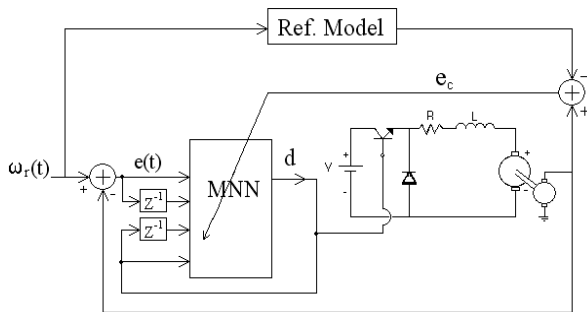 Ref. Model
e_c
R L
ω_r(t)
e(t)
d
MNN
V
Z⁻¹
Z⁻¹
+
-
-
+
+
-
+
-